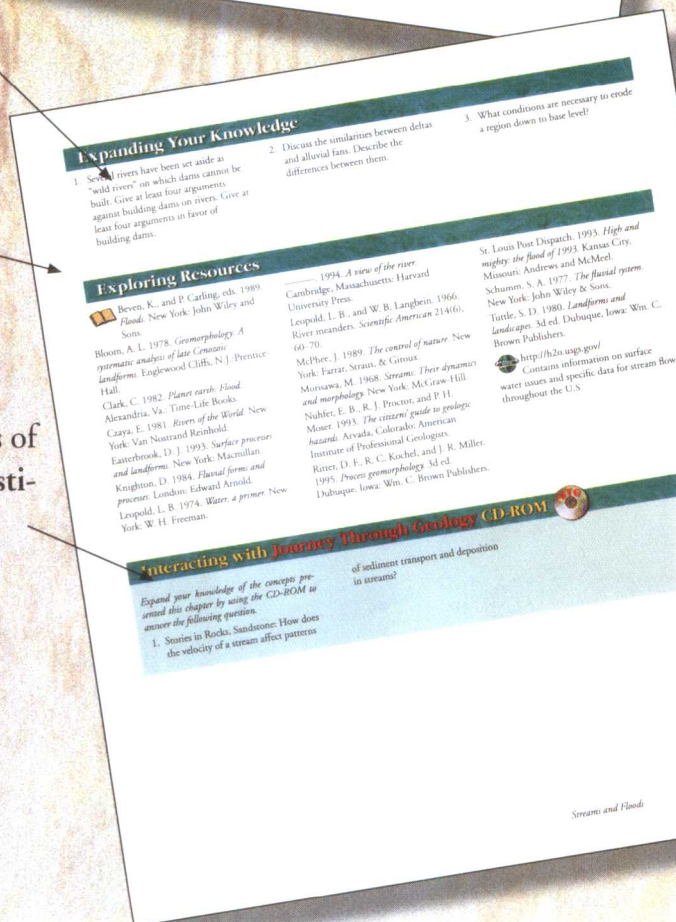 Expanding Your Knowledge
1. Several rivers have been set aside as
"wild rivers" on which dams cannot be
built. Give at least four arguments
against building dams on rivers. Give at
least four arguments in favor of
building dams.
2. Discuss the similarities between deltas
and alluvial fans. Describe the
differences between them.
3. What conditions are necessary to erode
a region down to base level?
Exploring Resources
Beven, K., and P. Carling, eds. 1989.
Floods. New York: John Wiley and
Sons.
Bloom, A. L. 1978. Geomorphology. A
systematic analysis of late Cenozoic
landforms. Englewood Cliffs, N.J.:Prentice
Hall.
Clark, C. 1982. Planet earth: Flood.
Alexandria, Va.: Time-Life Books.
Czaya, E. 1981. Rivers of the World. New
York: Van Nostrand Reinhold.
Easterbrook, D. J. 1993. Surface processes
and landforms. New York: Macmillan.
Knighton, D. 1984. Fluvial forms and
processes. London: Edward Arnold.
Leopold, L. B. 1974. Water: a primer. New
York: W. H. Freeman.
______. 1994. A view of the river.
Cambridge, Massachusetts: Harvard
University Press.
Leopold, L. B., and W. B. Langbein. 1966.
River meanders. Scientific American 214(6),
60-70.
McPhee, J. 1989. The control of nature. New
York: Farrar, Straus, & Giroux.
Morisawa, M. 1968. Streams: Their dynamics
and morphology. New York: McGraw-Hill.
Nuhfer, E. B., R. J. Proctor, and P. H.
Moser. 1993. The citizens' guide to geologic
hazards. Arvada, Colorado: American
Institute of Professional Geologists.
Ritter, D. F., R. C. Kochel, and J. R. Miller.
1995. Process geomorphology. 3d ed.
Dubuque, Iowa: Wm. C. Brown Publishers.
St. Louis Post Dispatch. 1993. High and
mighty: the flood of 1993. Kansas City,
Missouri: Andrews and McMeel.
Schumm, S. A. 1977. The fluvial system.
New York: John Wiley & Sons.
Tuttle, S. D. 1980. Landforms and
landscapes. 3d ed. Dubuque, Iowa: Wm. C.
Brown Publishers.
http://h2o.usgs.gov/
Contains information on surface
water issues and specific data for stream flow
throughout the U.S.
s of
sti-
Interacting with Journey Through Geology CD-ROM
JTG
Expand your knowledge of the concepts pre-
sented this chapter by using the CD-ROM to
answer the following question.
1. Stories in Rocks, Sandstone: How does
the velocity of a stream affect patterns
of sediment transport and deposition
in streams?
Streams and Floods